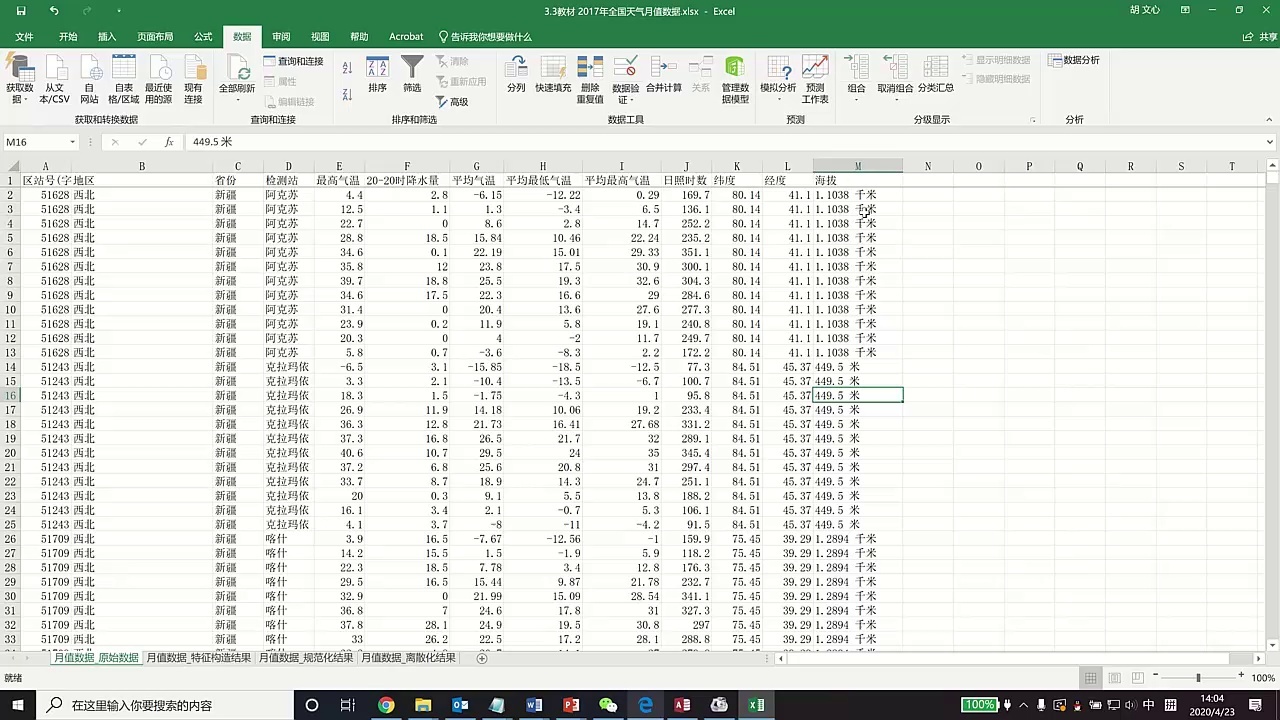 3.3教材 2017年全国天气月值数据.xlsx - Excel
胡 文心
文件 开始 插入 页面布局 公式 数据 审阅 视图 帮助 Acrobat 告诉我你想要做什么 共享
获取数据 从文本/CSV 自网站 自表格/区域 最近使用的源 现有连接 全部刷新 查询和连接 属性 编辑链接 排序 筛选 清除 重新应用 高级 分列 快速填充 删除重复值 数据验证 合并计算 关系 管理数据模型 模拟分析 预测工作表 组合 取消组合 分类汇总 显示明细数据 隐藏明细数据 数据分析
获取和转换数据 查询和连接 排序和筛选 数据工具 预测 分级显示 分析
M16 fx 449.5 米
A B C D E F G H I J K L M N O P Q R S T
1 区站号(字 地区 省份 检测站 最高气温 20-20时降水量 平均气温 平均最低气温 平均最高气温 日照时数 纬度 经度 海拔
2 51628 西北 新疆 阿克苏 4.4 2.8 -6.15 -12.22 0.29 169.7 80.14 41.1 1.1038 千米
3 51628 西北 新疆 阿克苏 12.5 1.1 1.3 -3.4 6.5 136.1 80.14 41.1 1.1038 千米
4 51628 西北 新疆 阿克苏 22.7 0 8.6 2.8 14.7 252.2 80.14 41.1 1.1038 千米
5 51628 西北 新疆 阿克苏 28.8 18.5 15.84 10.46 22.24 235.2 80.14 41.1 1.1038 千米
6 51628 西北 新疆 阿克苏 34.6 0.1 22.19 15.01 29.33 351.1 80.14 41.1 1.1038 千米
7 51628 西北 新疆 阿克苏 35.8 12 23.8 17.5 30.9 300.1 80.14 41.1 1.1038 千米
8 51628 西北 新疆 阿克苏 39.7 18.8 25.5 19.3 32.6 304.3 80.14 41.1 1.1038 千米
9 51628 西北 新疆 阿克苏 34.6 17.5 22.3 16.6 29 284.6 80.14 41.1 1.1038 千米
10 51628 西北 新疆 阿克苏 31.4 0 20.4 13.6 27.6 277.3 80.14 41.1 1.1038 千米
11 51628 西北 新疆 阿克苏 23.9 0.2 11.9 5.8 19.1 240.8 80.14 41.1 1.1038 千米
12 51628 西北 新疆 阿克苏 20.3 0 4 -2 11.7 249.7 80.14 41.1 1.1038 千米
13 51628 西北 新疆 阿克苏 5.8 0.7 -3.6 -8.3 2.2 172.2 80.14 41.1 1.1038 千米
14 51243 西北 新疆 克拉玛依 -6.5 3.1 -15.85 -18.5 -12.5 77.3 84.51 45.37 449.5 米
15 51243 西北 新疆 克拉玛依 3.3 2.1 -10.4 -13.5 -6.7 100.7 84.51 45.37 449.5 米
16 51243 西北 新疆 克拉玛依 18.3 1.5 -1.75 -4.3 1 95.8 84.51 45.37 449.5 米
17 51243 西北 新疆 克拉玛依 26.9 11.9 14.18 10.06 19.2 233.4 84.51 45.37 449.5 米
18 51243 西北 新疆 克拉玛依 36.3 12.8 21.73 16.41 27.68 331.2 84.51 45.37 449.5 米
19 51243 西北 新疆 克拉玛依 37.3 16.8 26.5 21.7 32 289.1 84.51 45.37 449.5 米
20 51243 西北 新疆 克拉玛依 40.6 10.7 29.5 24 35 345.4 84.51 45.37 449.5 米
21 51243 西北 新疆 克拉玛依 37.2 6.8 25.6 20.8 31 297.4 84.51 45.37 449.5 米
22 51243 西北 新疆 克拉玛依 33.7 8.7 18.9 14.3 24.7 251.1 84.51 45.37 449.5 米
23 51243 西北 新疆 克拉玛依 20 0.3 9.1 5.5 13.8 188.2 84.51 45.37 449.5 米
24 51243 西北 新疆 克拉玛依 16.1 3.4 2.1 -0.7 5.3 106.1 84.51 45.37 449.5 米
25 51243 西北 新疆 克拉玛依 4.1 3.7 -8 -11 -4.2 91.5 84.51 45.37 449.5 米
26 51709 西北 新疆 喀什 3.9 16.5 -7.67 -12.56 -1 159.9 75.45 39.29 1.2894 千米
27 51709 西北 新疆 喀什 14.2 15.5 1.5 -1.9 5.9 118.2 75.45 39.29 1.2894 千米
28 51709 西北 新疆 喀什 22.3 18.5 7.78 3.4 12.8 176.3 75.45 39.29 1.2894 千米
29 51709 西北 新疆 喀什 29.5 16.5 15.44 9.87 21.78 232.7 75.45 39.29 1.2894 千米
30 51709 西北 新疆 喀什 32.9 0 21.99 15.09 28.54 341.1 75.45 39.29 1.2894 千米
31 51709 西北 新疆 喀什 36.8 7 24.6 17.8 31 327.3 75.45 39.29 1.2894 千米
32 51709 西北 新疆 喀什 37.8 28.1 24.9 19.5 30.8 297 75.45 39.29 1.2894 千米
33 51709 西北 新疆 喀什 33 26.2 22.5 17.2 28.1 288.8 75.45 39.29 1.2894 千米
月值数据_原始数据 月值数据_特征构造结果 月值数据_规范化结果 月值数据_离散化结果
就绪 100%
在这里输入你要搜索的内容 100% 中 14:04
2020/4/23